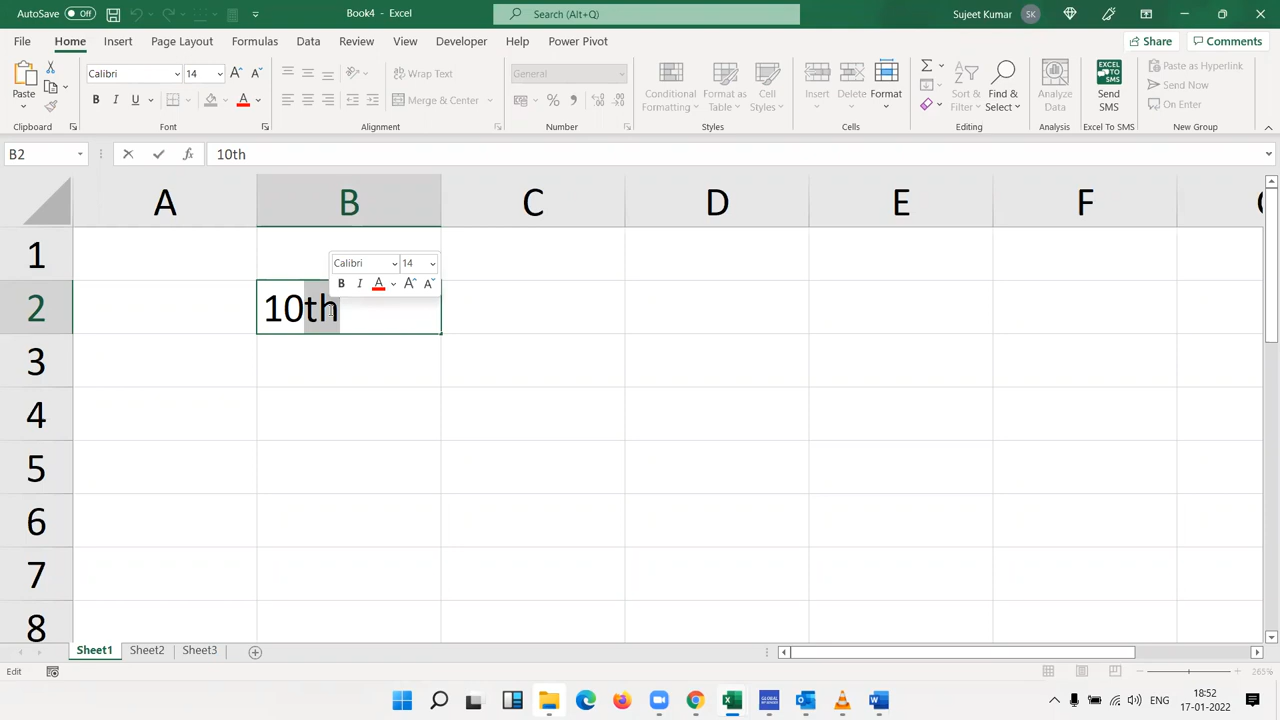 AutoSave Off Book4 - Excel Search (Alt+Q) Sujeet Kumar SK
File Home Insert Page Layout Formulas Data Review View Developer Help Power Pivot Share Comments
Paste Calibri 14 Wrap Text General Conditional Formatting Format as Table Cell Styles Insert Delete Format Sort & Filter Find & Select Analyze Data Send SMS Paste as Hyperlink
B I U A Merge & Center % Send Now
On Enter
Clipboard Font Alignment Number Styles Cells Editing Analysis Excel To SMS New Group
B2 fx 10th
A B C D E F
1
Calibri 14
B I A A A
2 10th
3
4
5
6
7
8
Sheet1 Sheet2 Sheet3
Edit 265%
ENG 18:52
17-01-2022